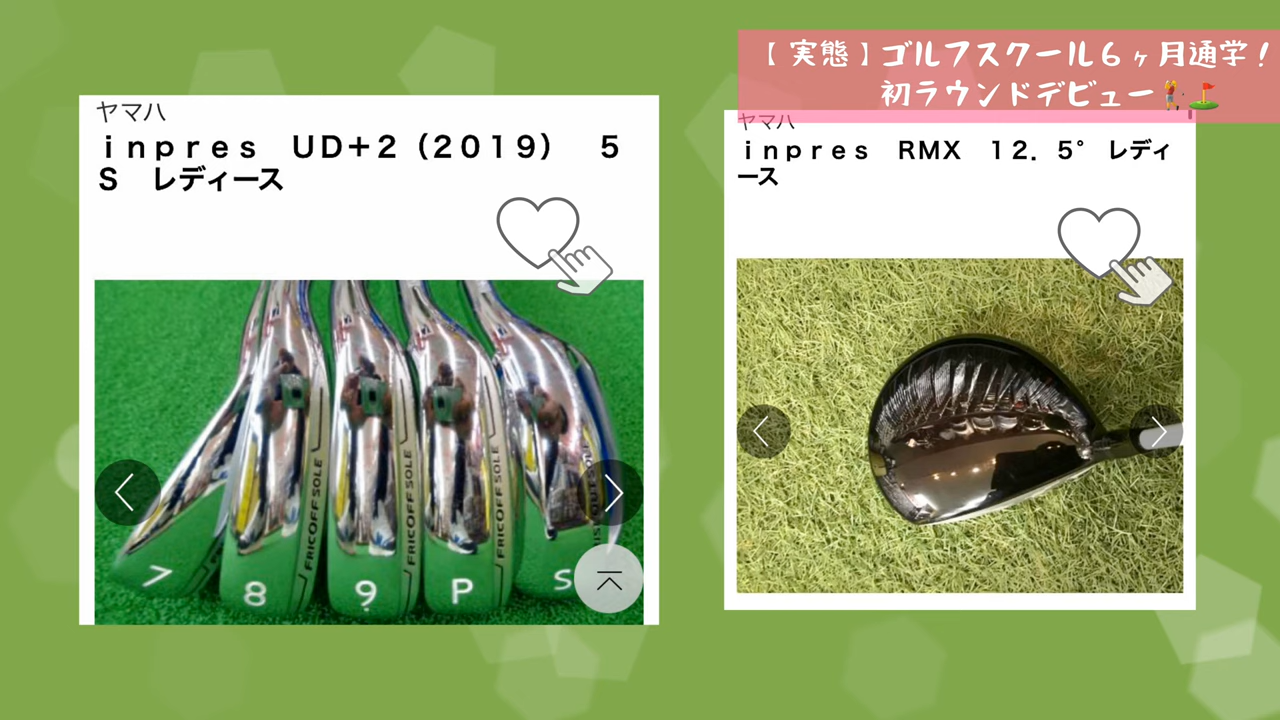 【実態】ゴルフスクール６ヶ月通学！
初ラウンドデビュー
ヤマハ
ｉｎｐｒｅｓ　ＵＤ＋２（２０１９）　５
Ｓ　レディース
7
8
9
P
S
FRICOFF SOLE
FRICOFF SOLE
FRICOFF SOLE
ヤマハ
ｉｎｐｒｅｓ　ＲＭＸ　１２．５°　レディ
ース